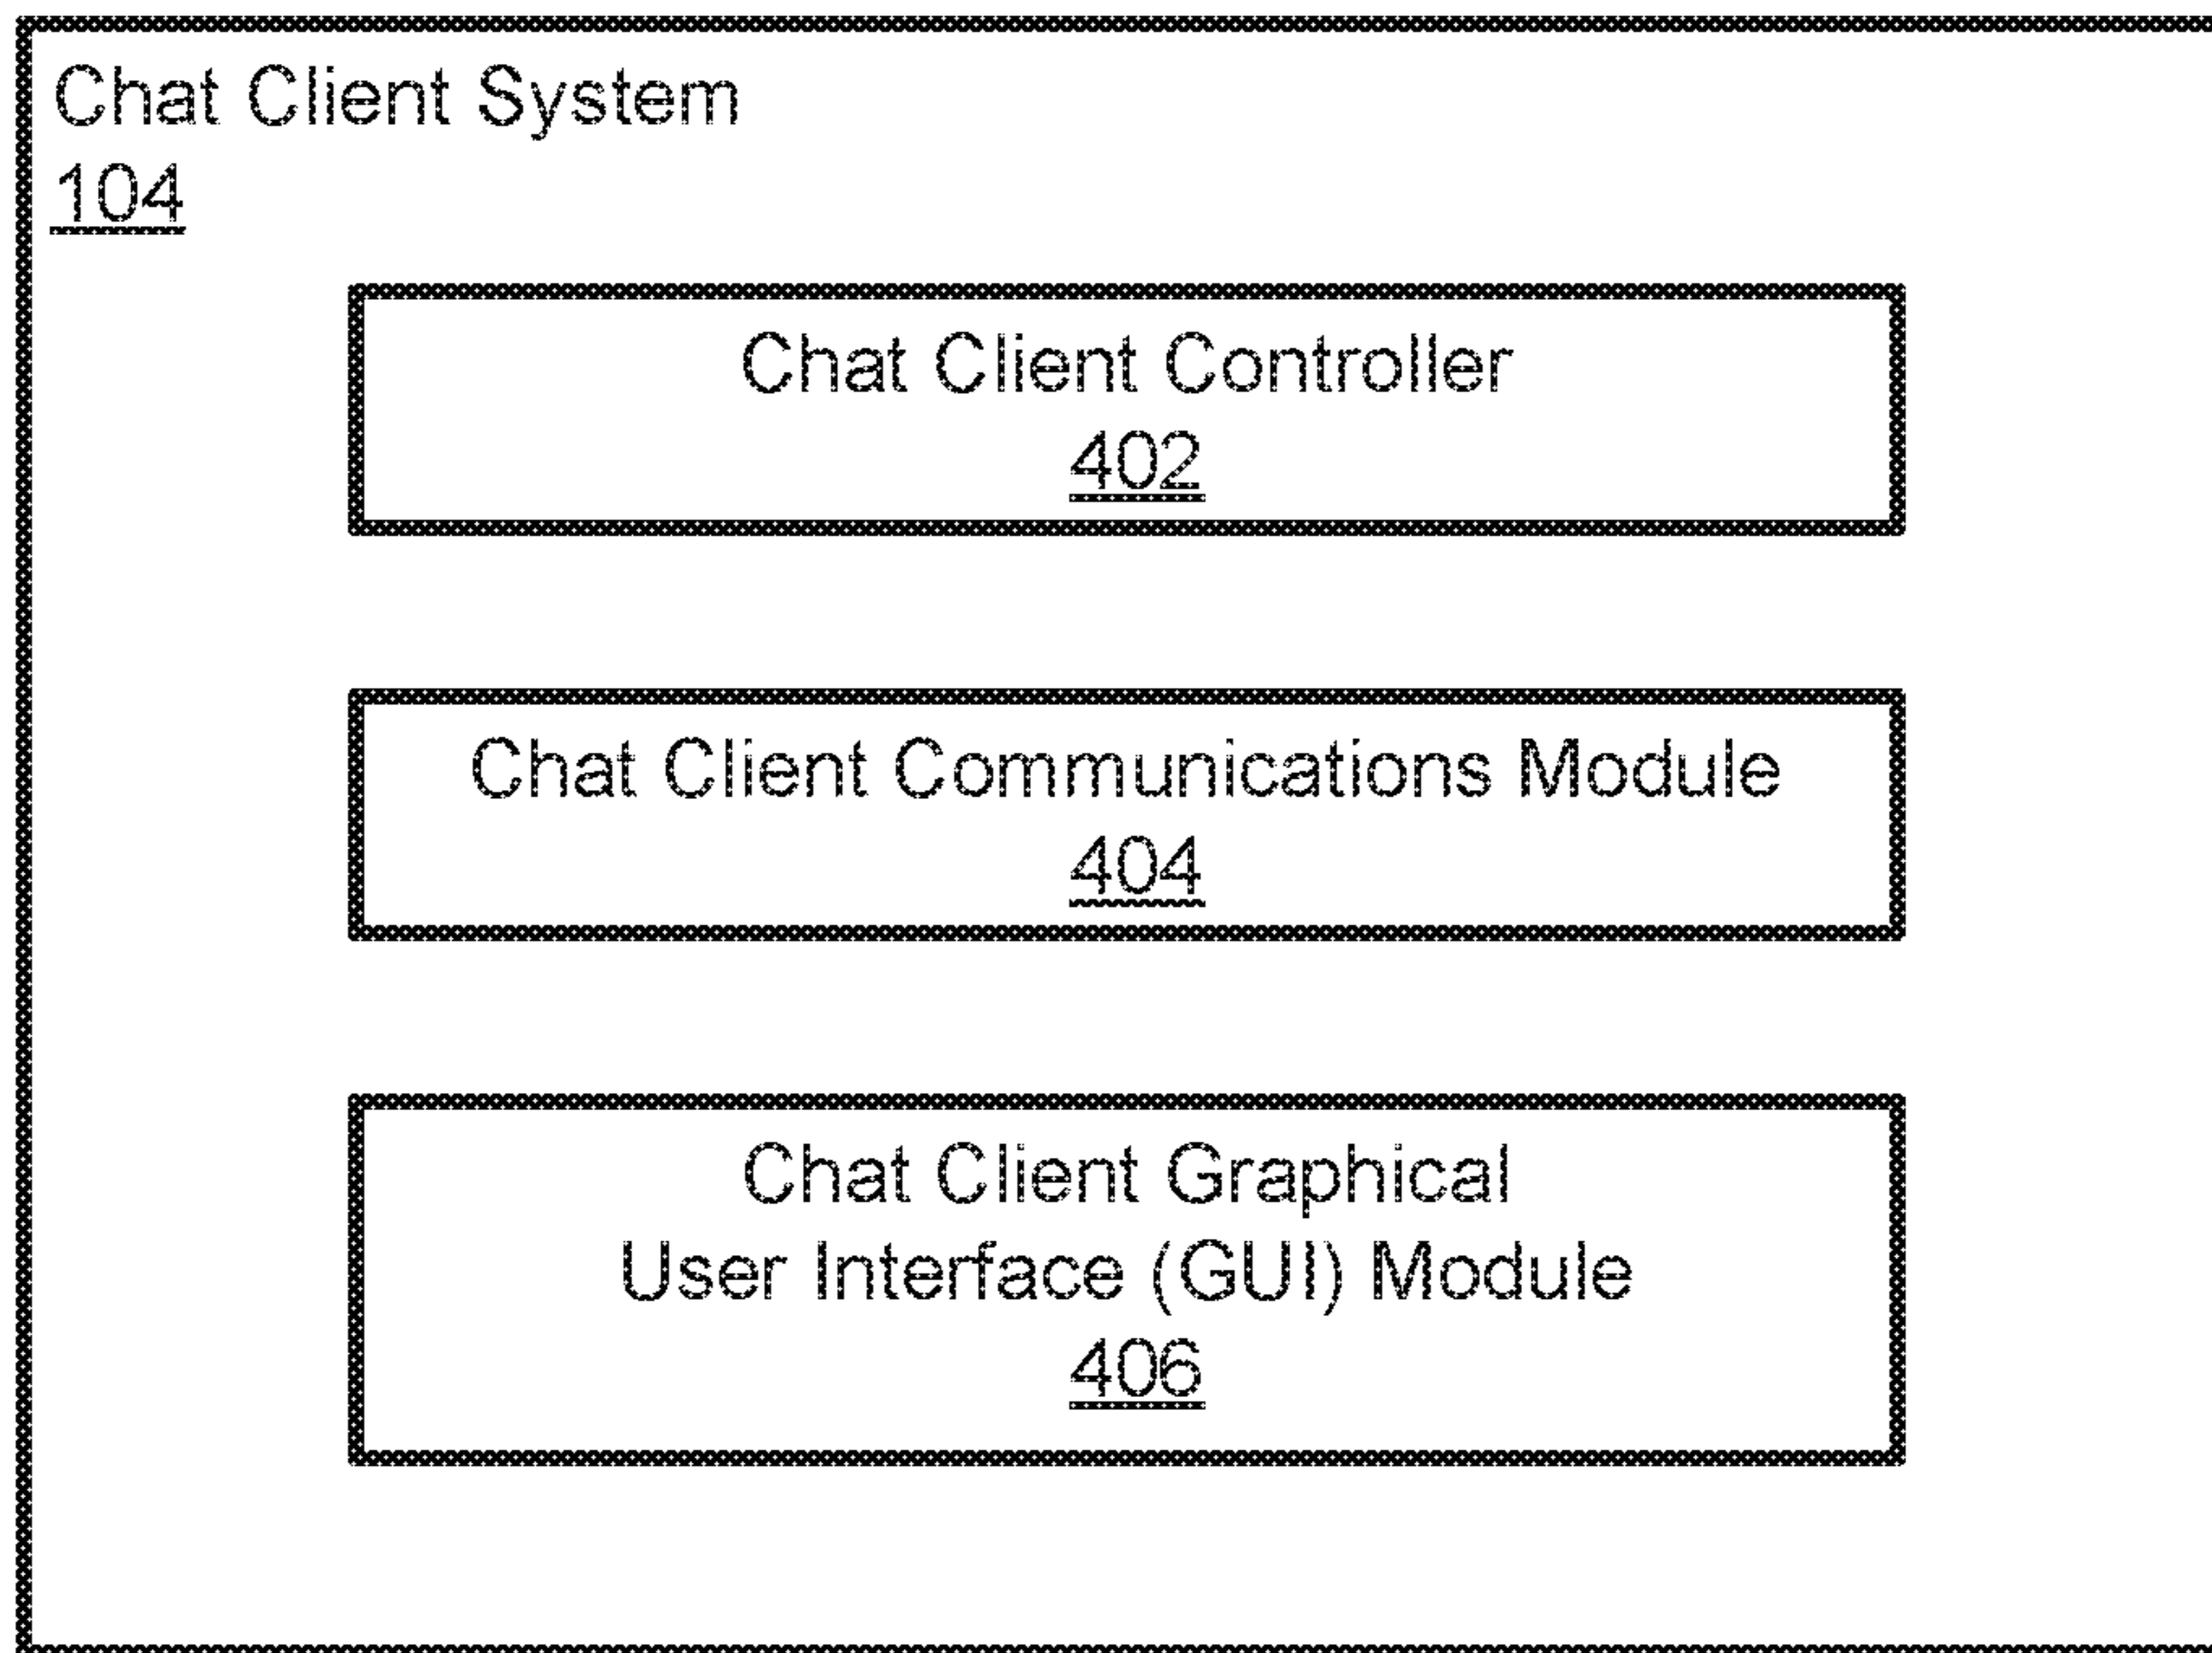 Chat Client System
104
Chat Client Controller
402
Chat Client Communications Module
404
Chat Client Graphical
User Interface (GUI) Module
406